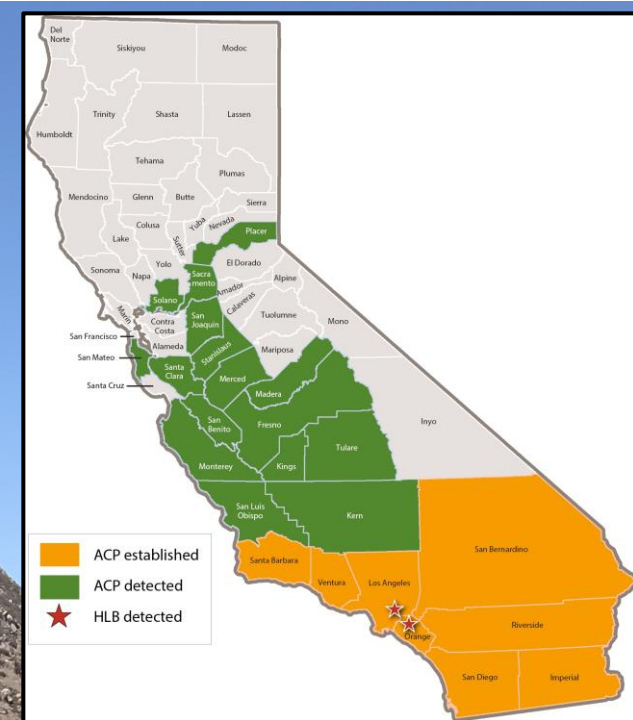 Del
Norte
Siskiyou
Modoc
Humboldt
Trinity
Shasta
Lassen
Tehama
Plumas
Mendocino
Glenn
Butte
Sierra
Colusa
Yuba
Nevada
Lake
Sutter
Placer
Sonoma
Napa
Yolo
El Dorado
Sacra
mento
Amador
Alpine
Solano
Calaveras
Marin
Contra
Costa
San
Joaquin
Tuolumne
Mono
San Francisco
Alameda
Stanislaus
Mariposa
San Mateo
Santa
Clara
Merced
Madera
Santa Cruz
San
Benito
Fresno
Inyo
Monterey
Kings
Tulare
San Luis
Obispo
Kern
ACP established
ACP detected
HLB detected
Santa Barbara
Ventura
Los Angeles
San Bernardino
Orange
Riverside
San Diego
Imperial